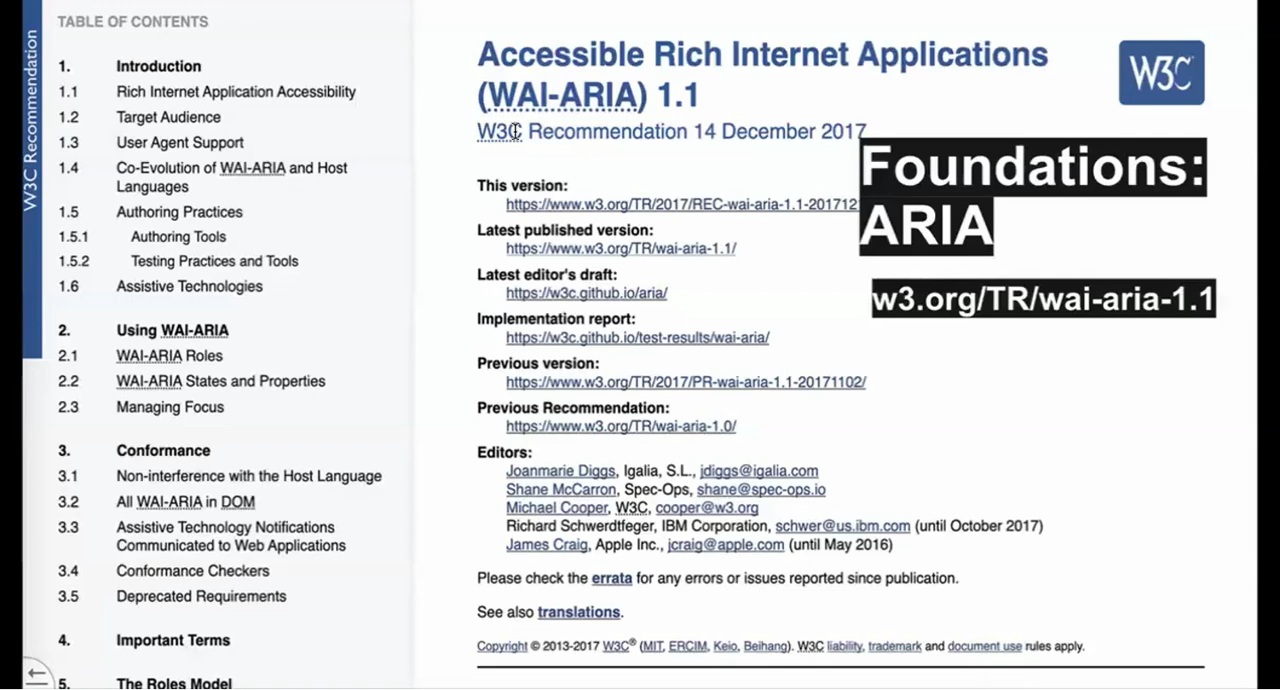 W3C Recommendation
TABLE OF CONTENTS
1. Introduction
1.1 Rich Internet Application Accessibility
1.2 Target Audience
1.3 User Agent Support
1.4 Co-Evolution of WAI-ARIA and Host
Languages
1.5 Authoring Practices
1.5.1 Authoring Tools
1.5.2 Testing Practices and Tools
1.6 Assistive Technologies
2. Using WAI-ARIA
2.1 WAI-ARIA Roles
2.2 WAI-ARIA States and Properties
2.3 Managing Focus
3. Conformance
3.1 Non-interference with the Host Language
3.2 All WAI-ARIA in DOM
3.3 Assistive Technology Notifications
Communicated to Web Applications
3.4 Conformance Checkers
3.5 Deprecated Requirements
4. Important Terms
5. The Roles Model
Accessible Rich Internet Applications
(WAI-ARIA) 1.1
W3C Recommendation 14 December 2017
W3C
This version:
https://www.w3.org/TR/2017/REC-wai-aria-1.1-201712
Latest published version:
https://www.w3.org/TR/wai-aria-1.1/
Latest editor's draft:
https://w3c.github.io/aria/
Implementation report:
https://w3c.github.io/test-results/wai-aria/
Previous version:
https://www.w3.org/TR/2017/PR-wai-aria-1.1-20171102/
Previous Recommendation:
https://www.w3.org/TR/wai-aria-1.0/
Editors:
Joanmarie Diggs, Igalia, S.L., jdiggs@igalia.com
Shane McCarron, Spec-Ops, shane@spec-ops.io
Michael Cooper, W3C, cooper@w3.org
Richard Schwerdtfeger, IBM Corporation, schwer@us.ibm.com (until October 2017)
James Craig, Apple Inc., jcraig@apple.com (until May 2016)
Please check the errata for any errors or issues reported since publication.
See also translations.
Copyright © 2013-2017 W3C® (MIT, ERCIM, Keio, Beihang). W3C liability, trademark and document use rules apply.
Foundations:
ARIA
w3.org/TR/wai-aria-1.1